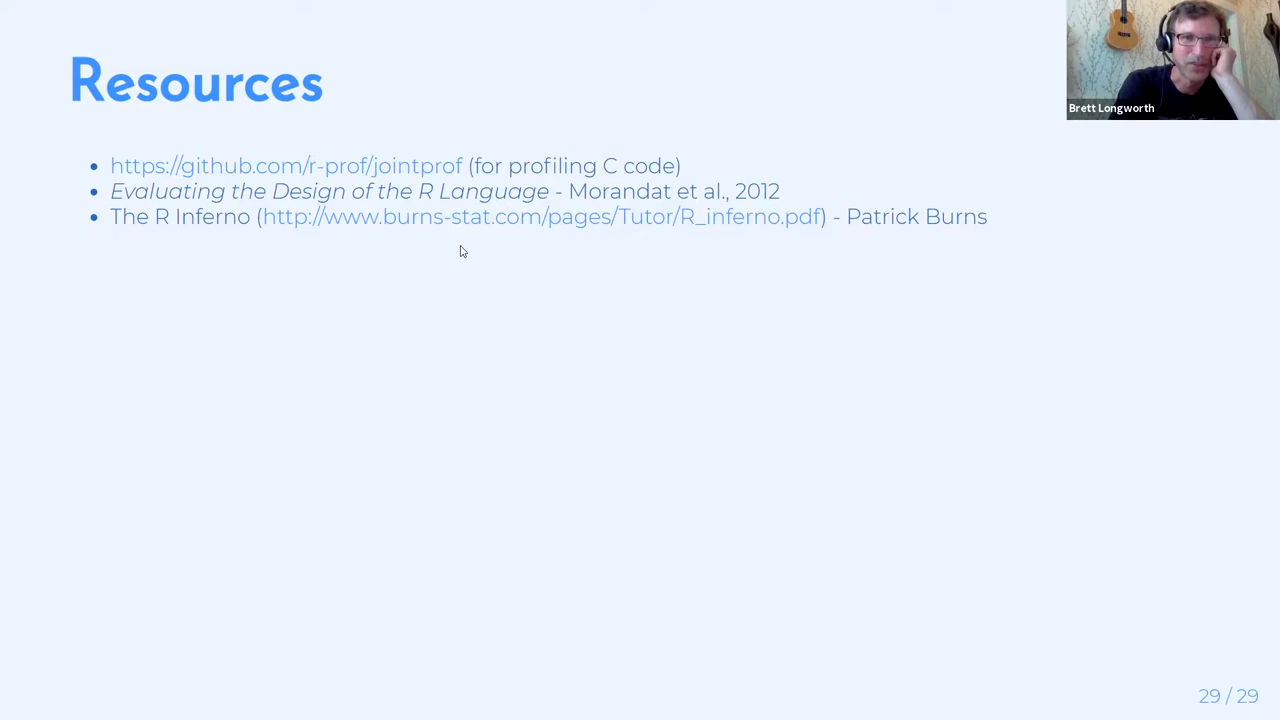 Resources
Brett Longworth
https://github.com/r-prof/jointprof (for profiling C code)
Evaluating the Design of the R Language - Morandat et al., 2012
The R Inferno (http://www.burns-stat.com/pages/Tutor/R_inferno.pdf) - Patrick Burns
29 / 29